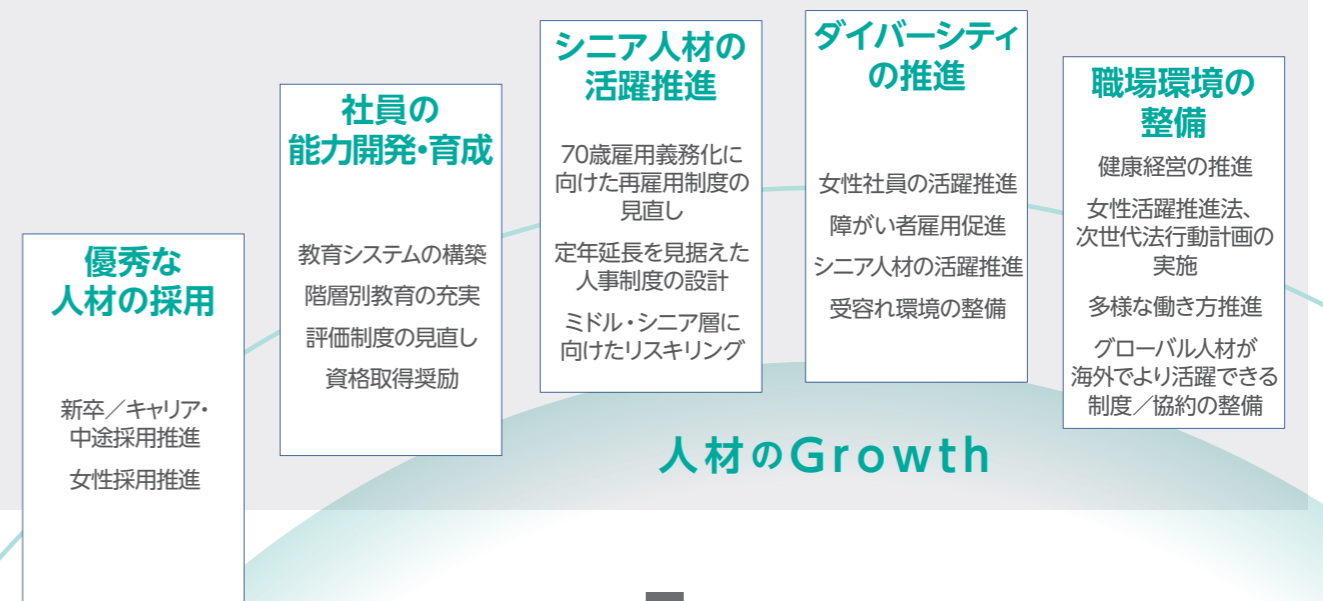 優秀な
人材の採用
新卒／キャリア・
中途採用推進
女性採用推進
社員の
能力開発・育成
教育システムの構築
階層別教育の充実
評価制度の見直し
資格取得奨励
シニア人材の
活躍推進
70歳雇用義務化に
向けた再雇用制度の
見直し
定年延長を見据えた
人事制度の設計
ミドル・シニア層に
向けたリスキリング
ダイバーシティ
の推進
女性社員の活躍推進
障がい者雇用促進
シニア人材の活躍推進
受容れ環境の整備
職場環境の
整備
健康経営の推進
女性活躍推進法、
次世代法行動計画の
実施
多様な働き方推進
グローバル人材が
海外でより活躍できる
制度／協約の整備
人材のGrowth